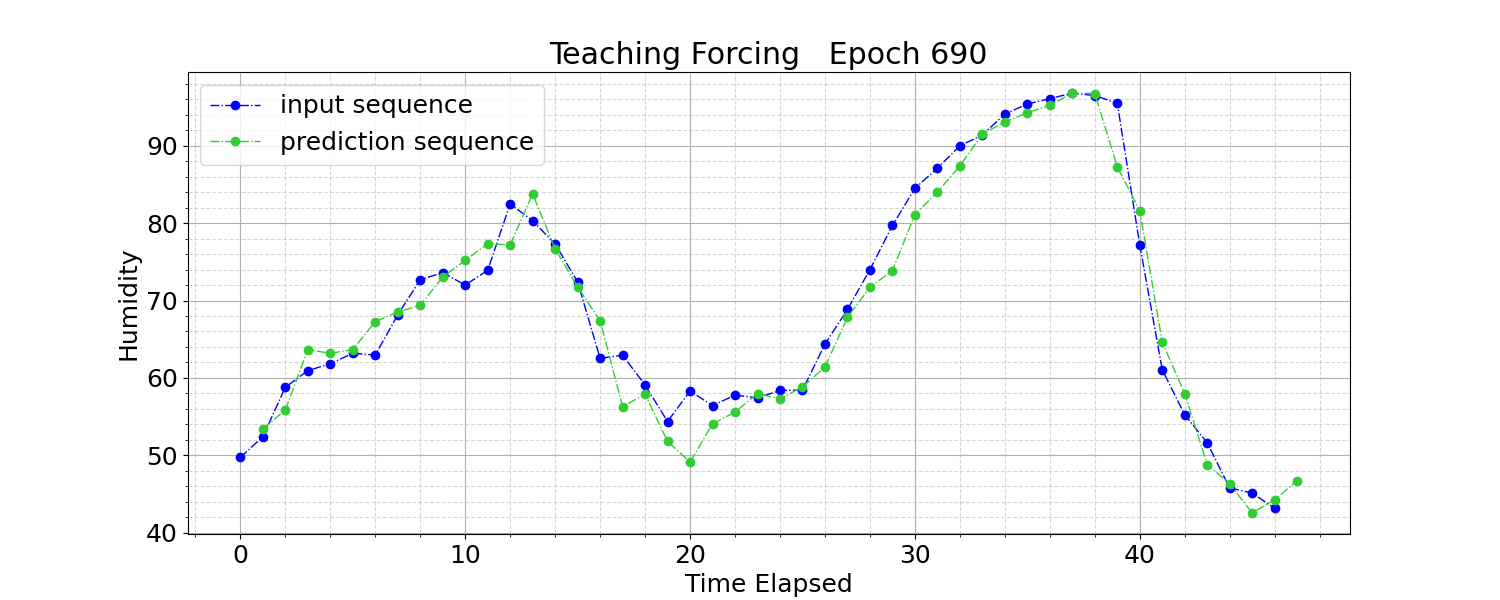 Teaching Forcing   Epoch 690
input sequence
prediction sequence
Humidity
90
80
70
60
50
40
0 10 20 30 40
Time Elapsed